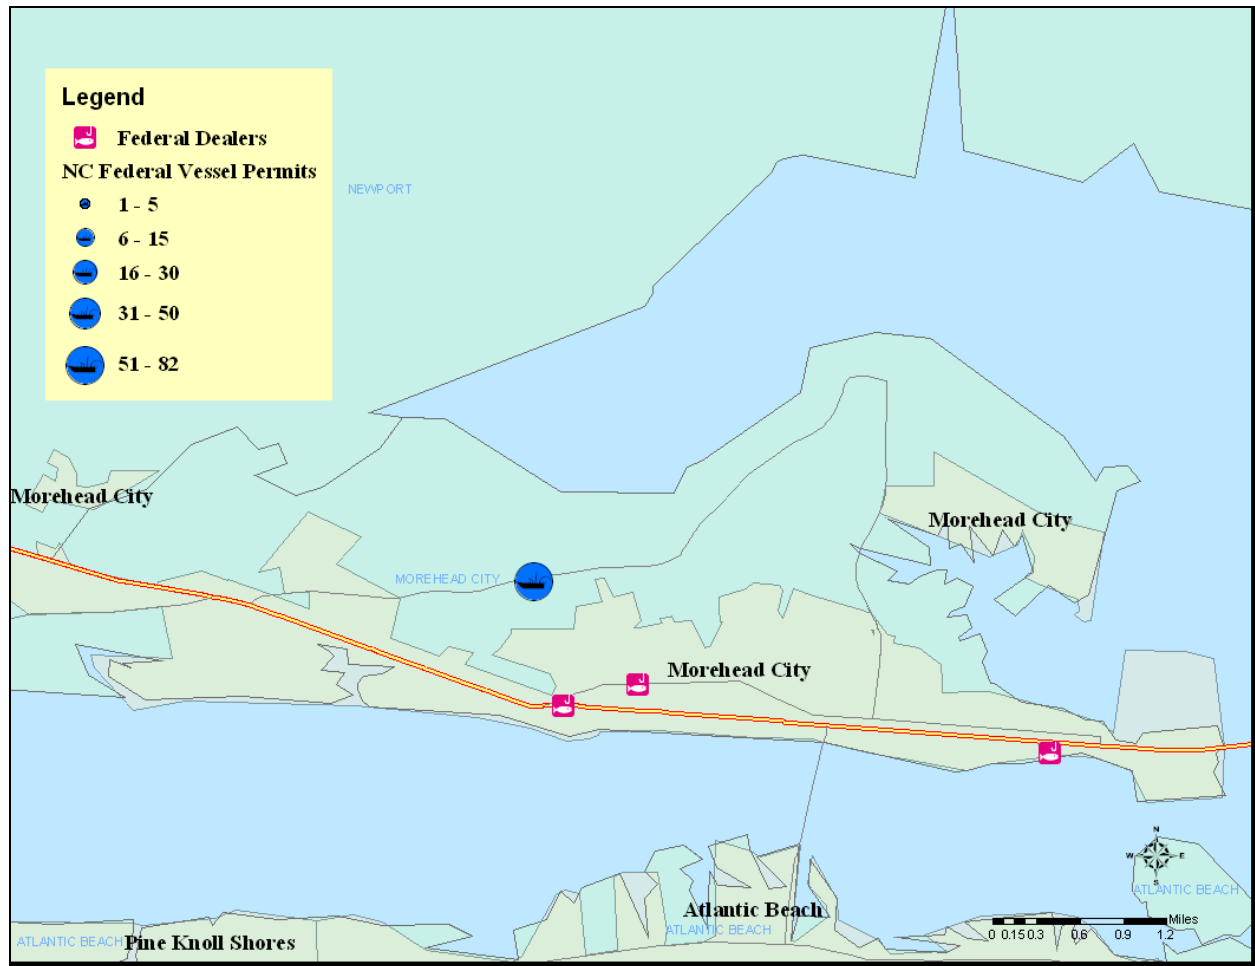 Legend
Federal Dealers
NC Federal Vessel Permits
1 - 5
6 - 15
16 - 30
31 - 50
51 - 82
NEWPORT
Morehead City
Morehead City
MOREHEAD CITY
Morehead City
N
W E
S
ATLANTIC BEACH
Atlantic Beach
ATLANTIC BEACH
Miles
0 0.15 0.3 0.6 0.9 1.2
ATLANTIC BEACH
Pine Knoll Shores